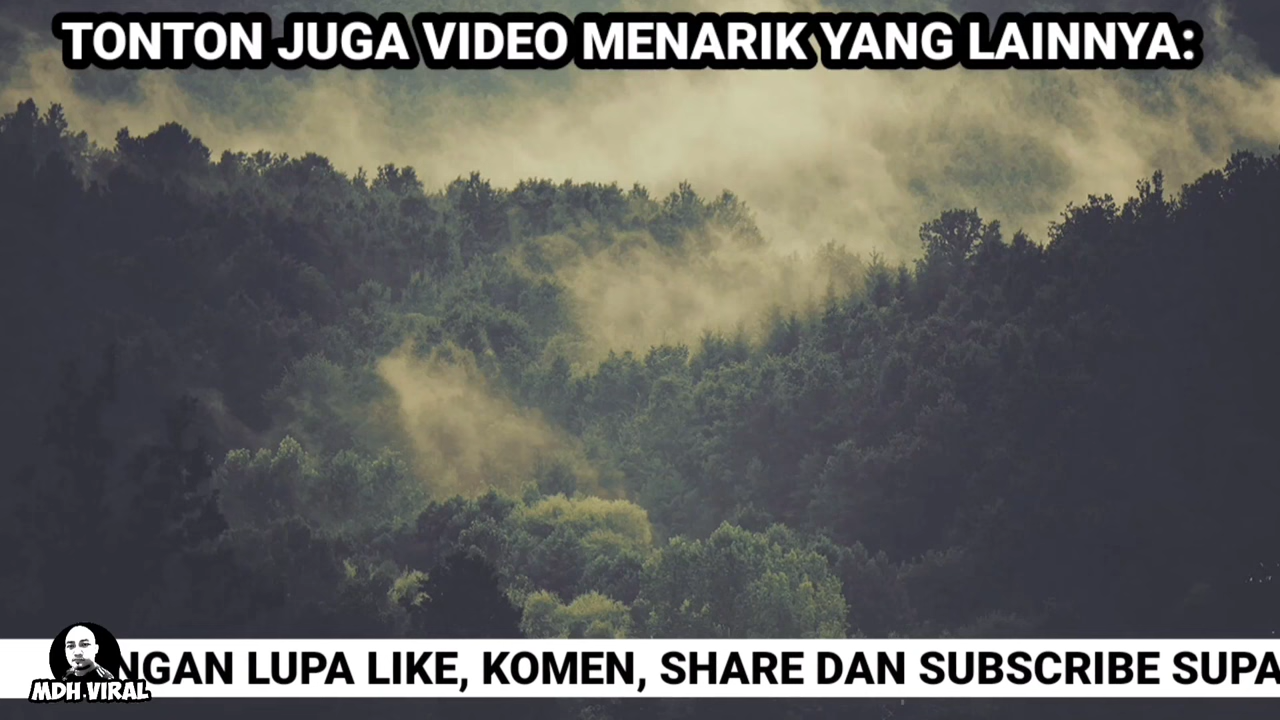 TONTON JUGA VIDEO MENARIK YANG LAINNYA:
NGAN LUPA LIKE, KOMEN, SHARE DAN SUBSCRIBE SUPA
MDH VIRAL